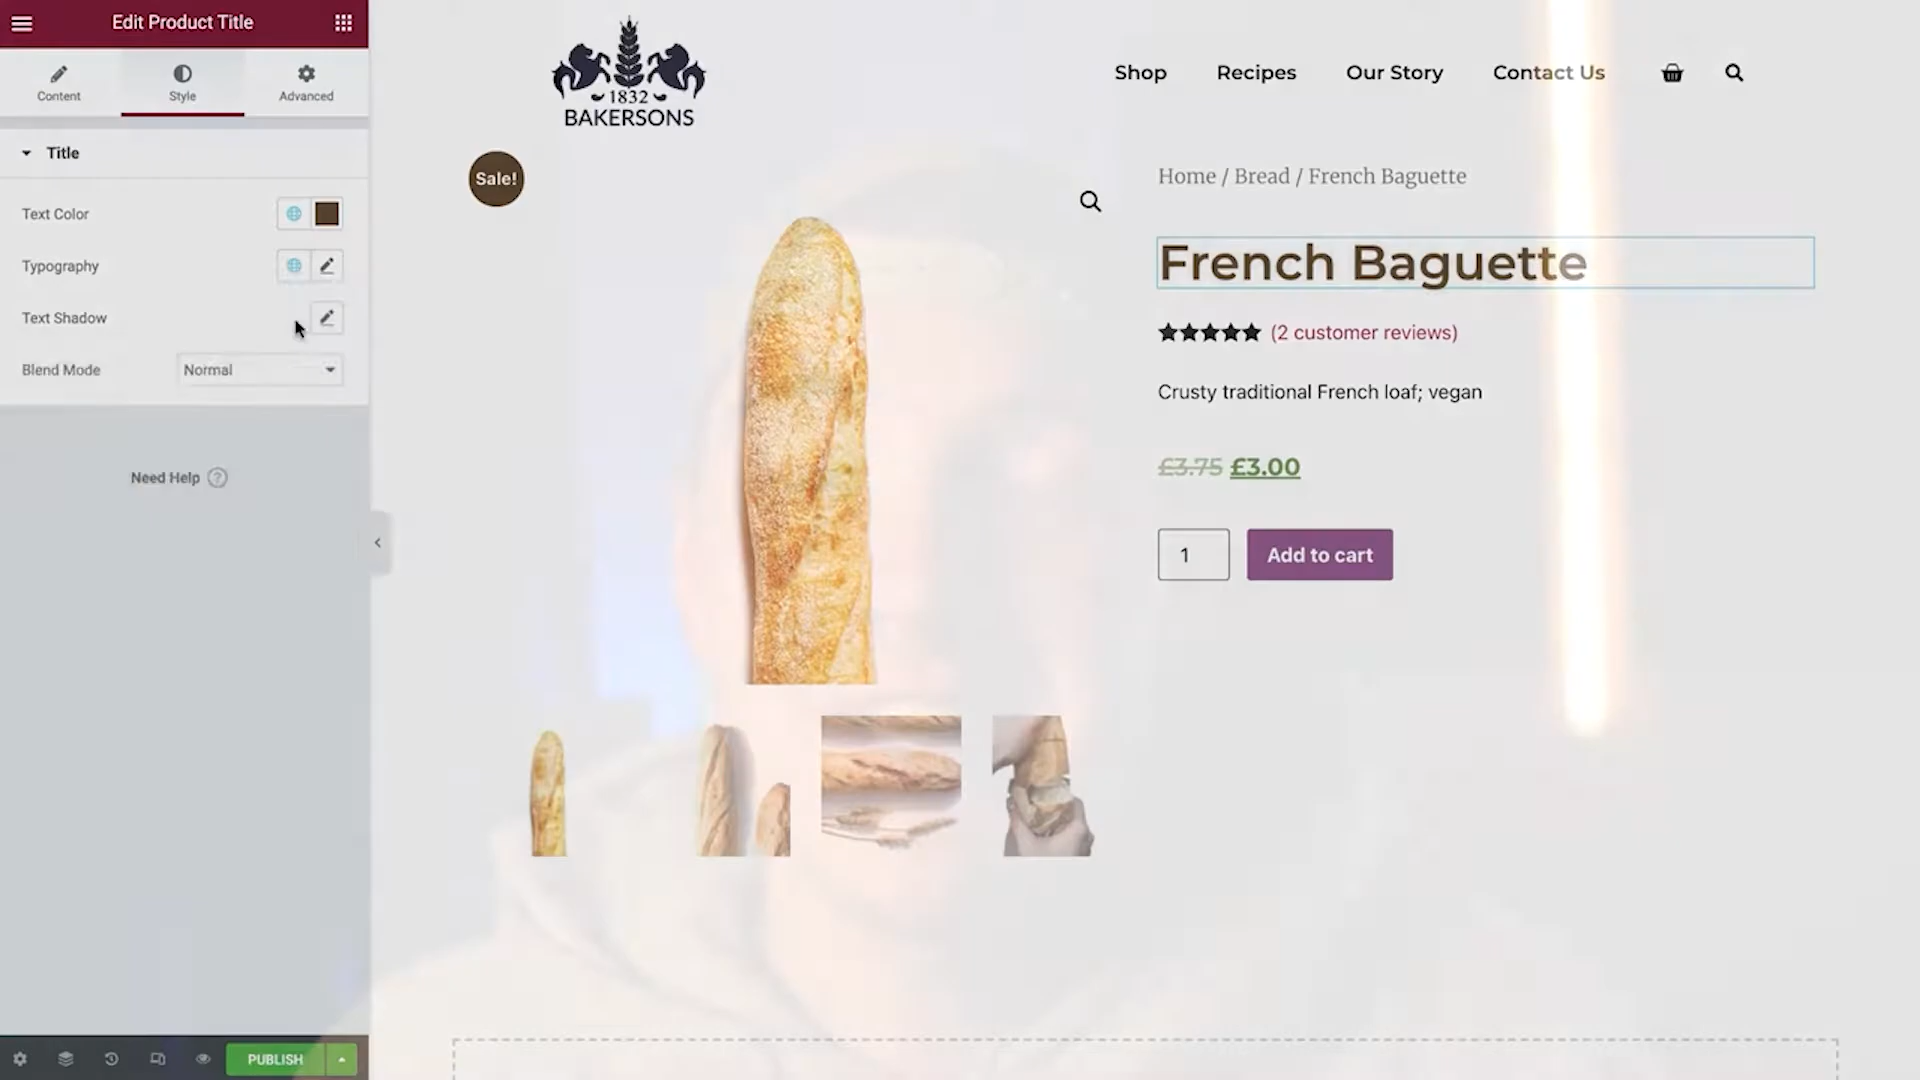 Edit Product Title
Content
Style
Advanced
Title
Text Color
Typography
Text Shadow
Blend Mode
Normal
Need Help ?
PUBLISH
1832
BAKERSONS
Shop
Recipes
Our Story
Contact Us
Sale!
Home / Bread / French Baguette
French Baguette
(2 customer reviews)
Crusty traditional French loaf; vegan
£3.75 £3.00
1
Add to cart